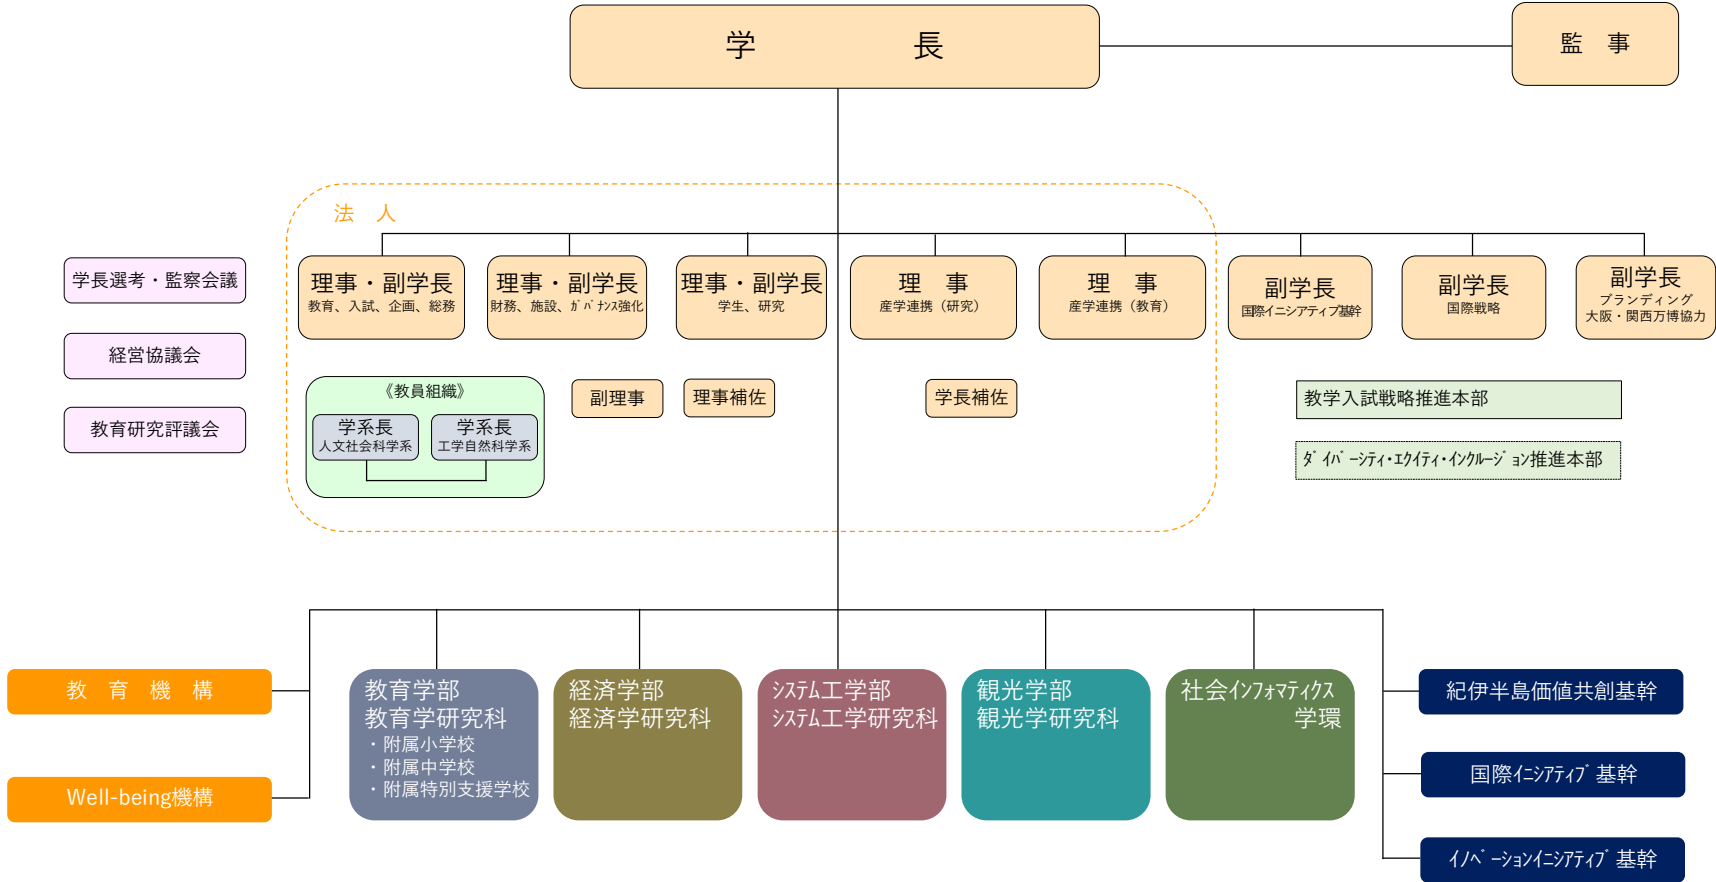 学　長
監　事
法　人
学長選考・監察会議
経営協議会
教育研究評議会
理事・副学長
教育、入試、企画、総務
理事・副学長
財務、施設、ｶﾞﾊﾞﾅﾝｽ強化
理事・副学長
学生、研究
理　事
産学連携（研究）
理　事
産学連携（教育）
副学長
国際イニシアティブ基幹
副学長
国際戦略
副学長
ブランディング
大阪・関西万博協力
《教員組織》
学系長
人文社会科学系
学系長
工学自然科学系
副理事
理事補佐
学長補佐
教学入試戦略推進本部
ﾀﾞｲﾊﾞｰｼﾃｨ・ｴｸｲﾃｨ・ｲﾝｸﾙｰｼﾞｮﾝ推進本部
教　育　機　構
Well-being機構
教育学部
教育学研究科
・附属小学校
・附属中学校
・附属特別支援学校
経済学部
経済学研究科
ｼｽﾃﾑ工学部
ｼｽﾃﾑ工学研究科
観光学部
観光学研究科
社会ｲﾝﾌｫﾏﾃｨｸｽ
学環
紀伊半島価値共創基幹
国際ｲﾆｼｱﾃｨﾌﾞ基幹
ｲﾉﾍﾞｰｼｮﾝｲﾆｼｱﾃｨﾌﾞ基幹